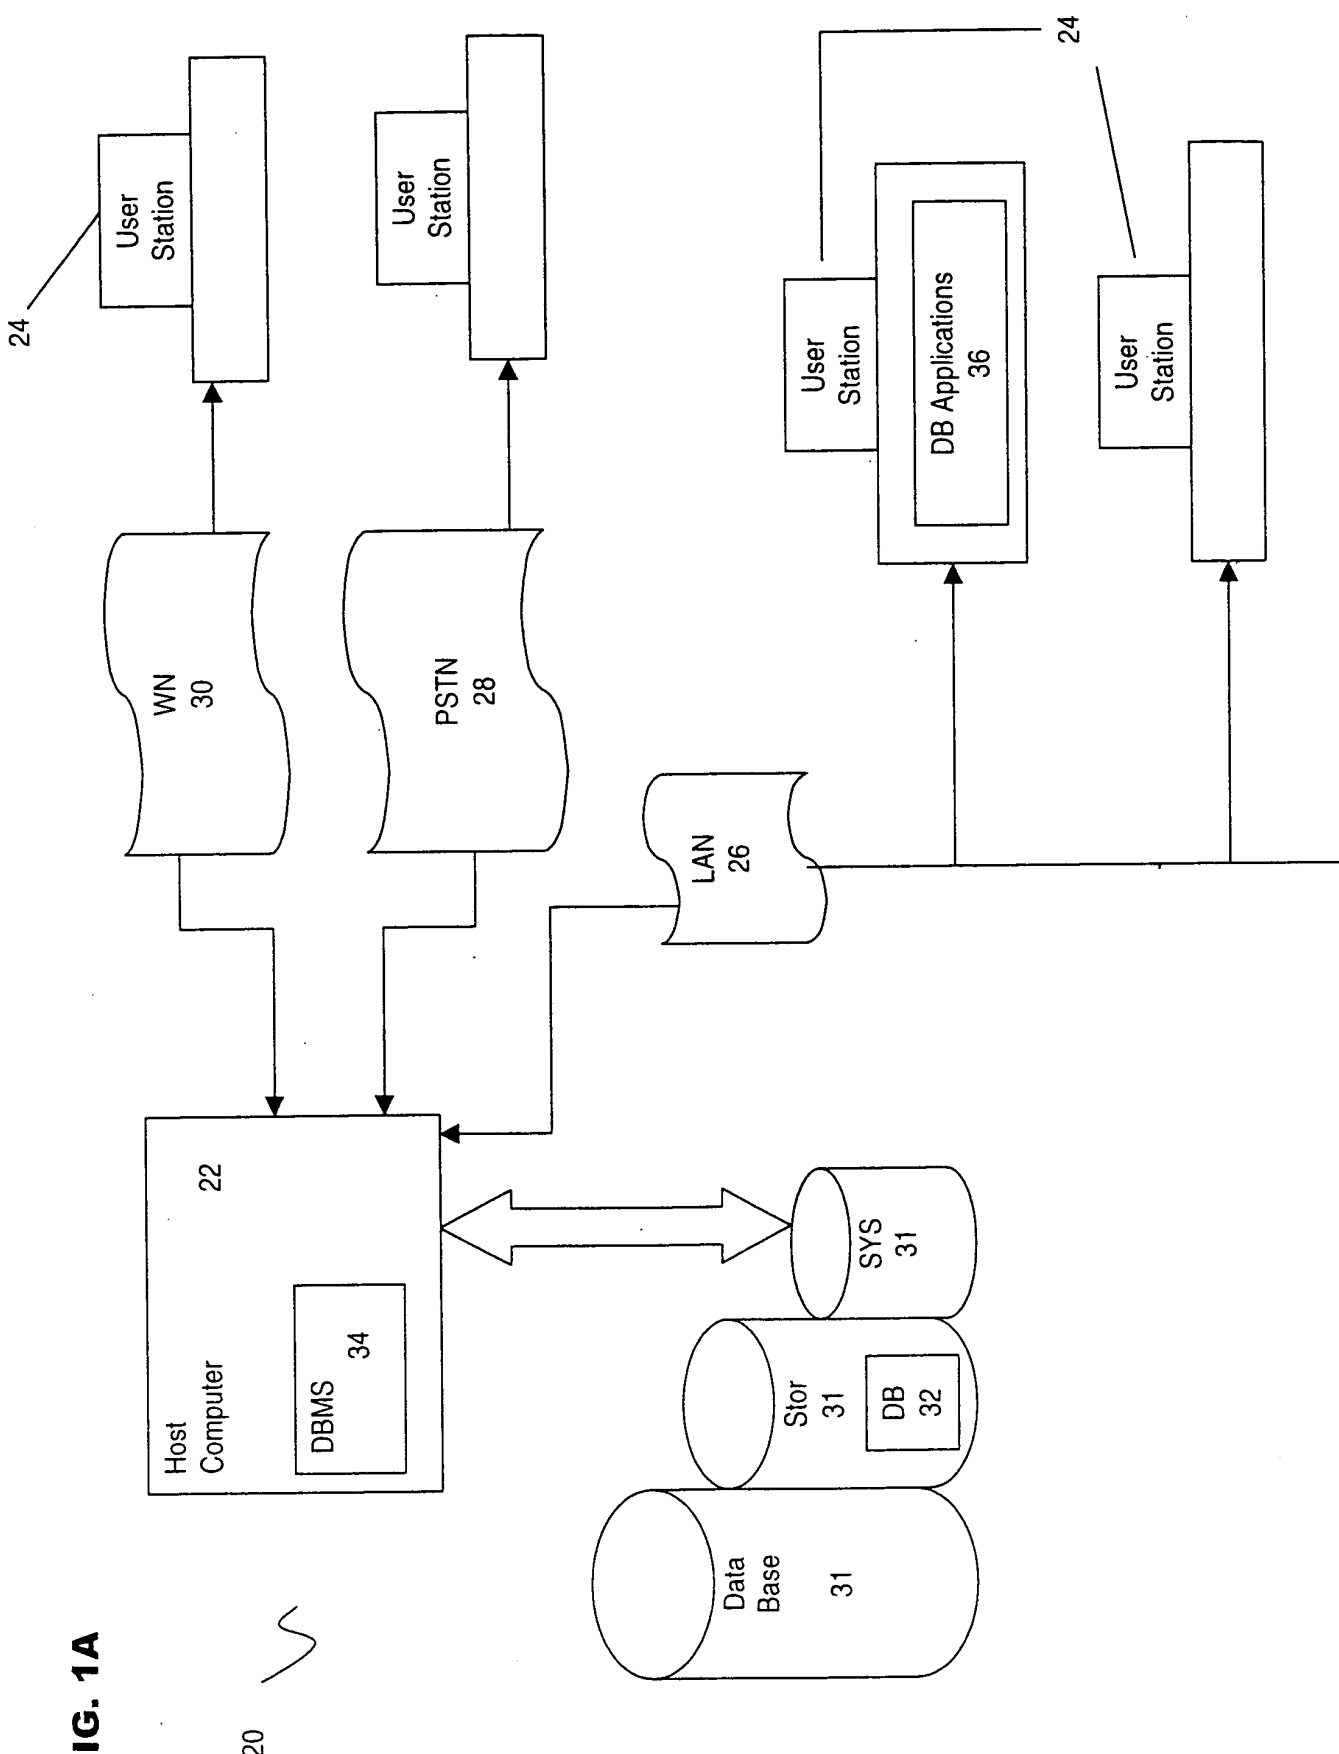 IG. 1A
20
Host
Computer
22
DBMS
34
Data
Base
31
Stor
31
DB
32
SYS
31
WN
30
PSTN
28
LAN
26
24
User
Station
User
Station
User
Station
DB Applications
36
24
User
Station